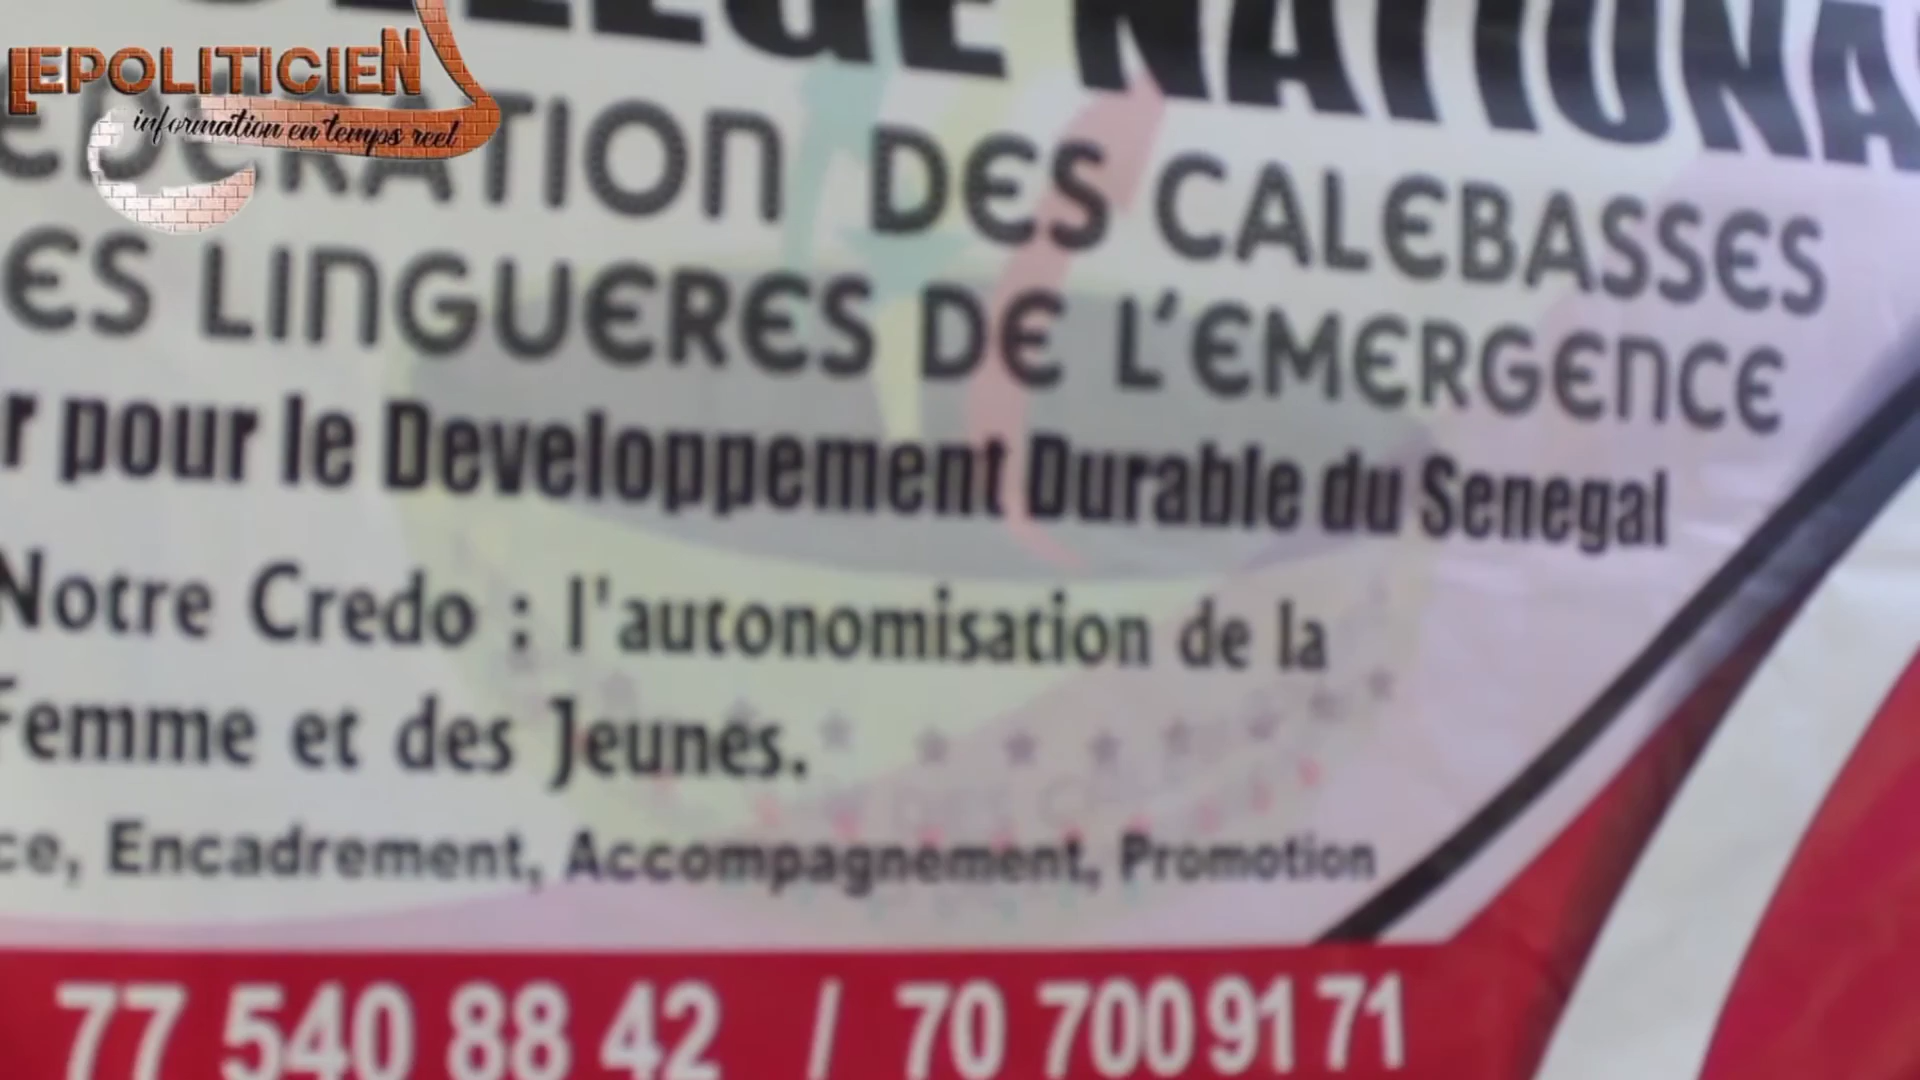 LEPOLITICIEN
information en temps reel
NATIONA
DES CALEBASSES
ES LINGUERES DE L'EMERGENCE
r pour le Developpement Durable du Senegal
Notre Credo : l'autonomisation de la
Femme et des Jeunes.
ce, Encadrement, Accompagnement, Promotion
77 540 88 42 / 70 700 91 71